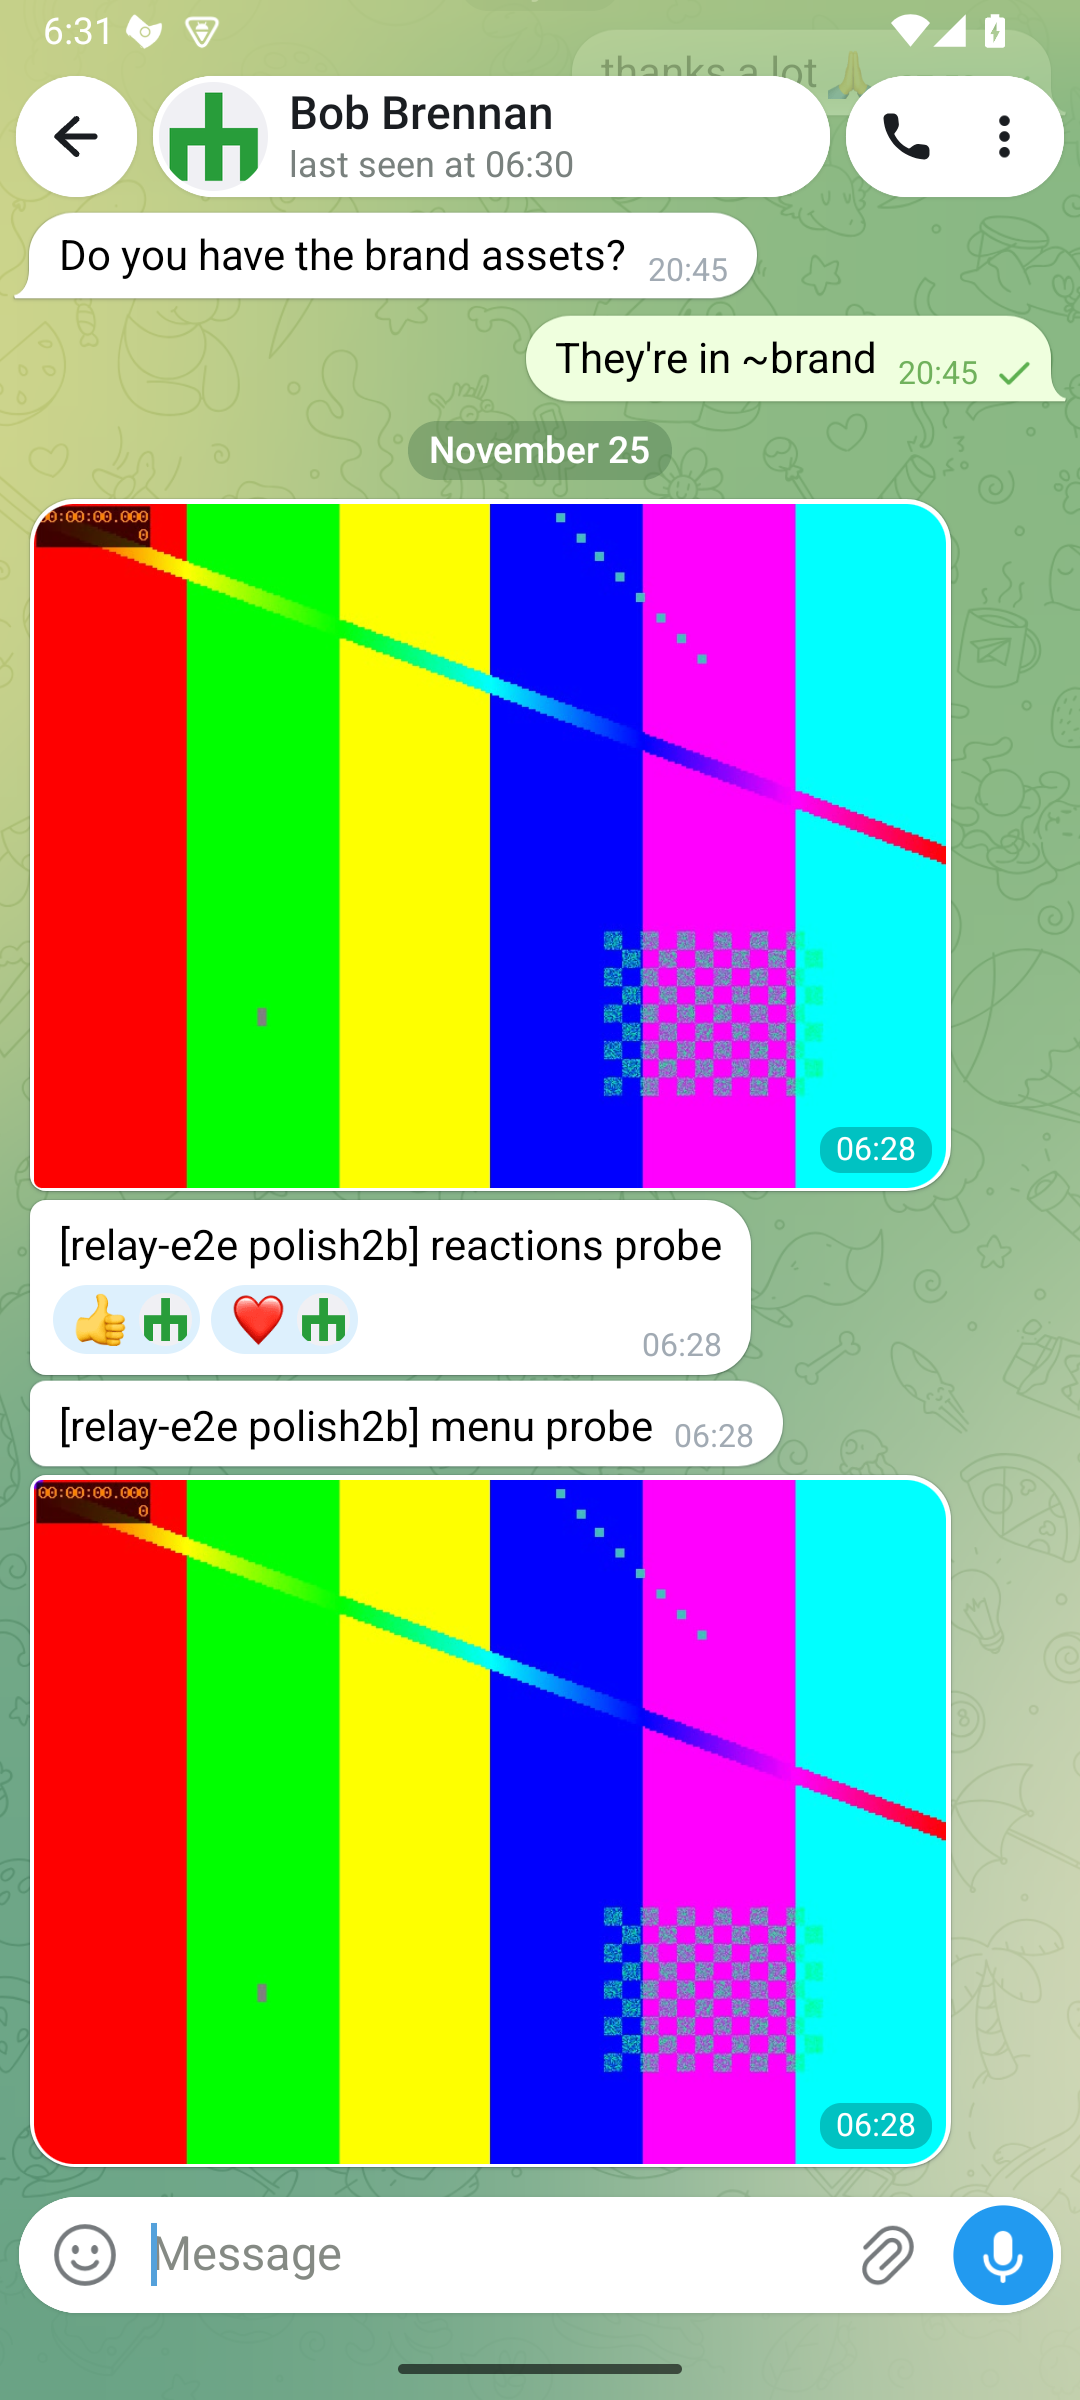 6:31
thanks a lot 🙏
Bob Brennan
last seen at 06:30
Do you have the brand assets? 20:45
They're in ~brand 20:45
November 25
00:00:00.000
0
06:28
[relay-e2e polish2b] reactions probe
👍 ❤️ 06:28
[relay-e2e polish2b] menu probe 06:28
00:00:00.000
0
06:28
Message